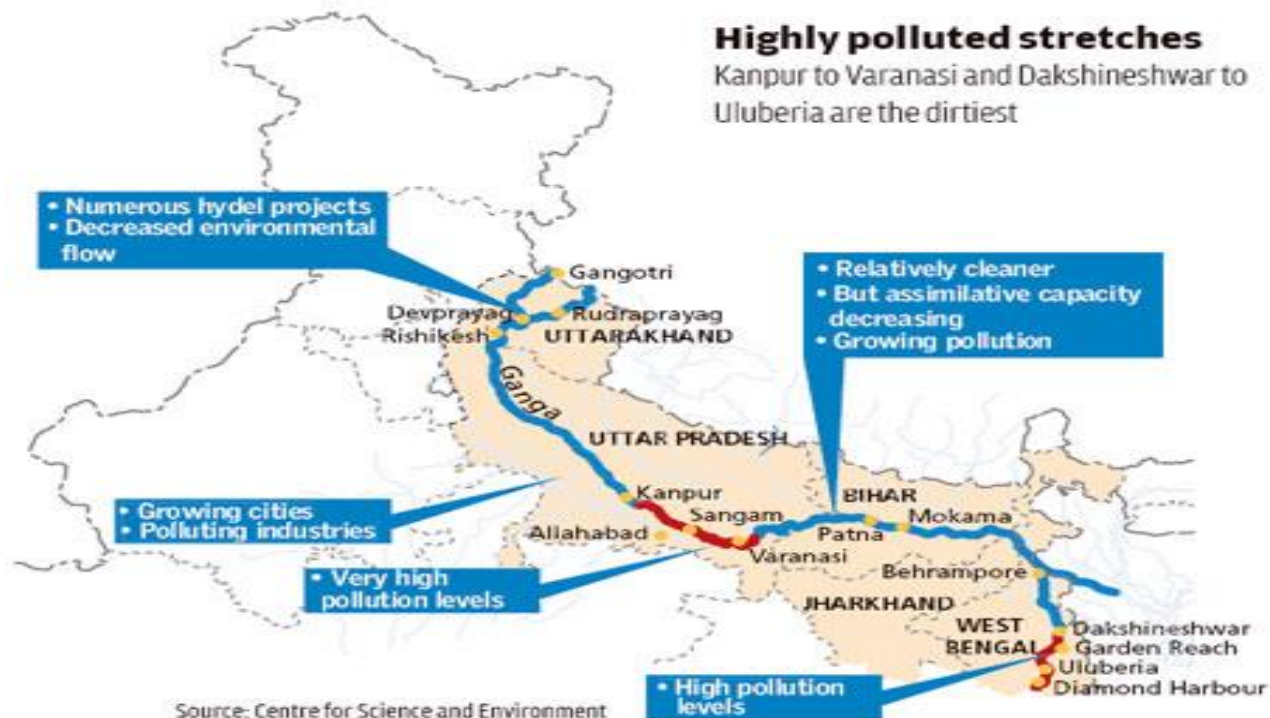 Highly polluted stretches
Kanpur to Varanasi and Dakshineshwar to
Uluberia are the dirtiest
• Numerous hydel projects
• Decreased environmental
flow
Gangotri
• Relatively cleaner
• But assimilative capacity
decreasing
• Growing pollution
Devprayag
Rudraprayag
Rishikesh
UTTARAKHAND
Ganga
UTTAR PRADESH
• Growing cities
• Polluting industries
Kanpur
Sangam
Allahabad
Varanasi
BIHAR
Patna
Mokama
• Very high
pollution levels
Behrampore
JHARKHAND
WEST
BENGAL
Dakshineshwar
Garden Reach
Uluberia
Diamond Harbour
• High pollution
levels
Source: Centre for Science and Environment